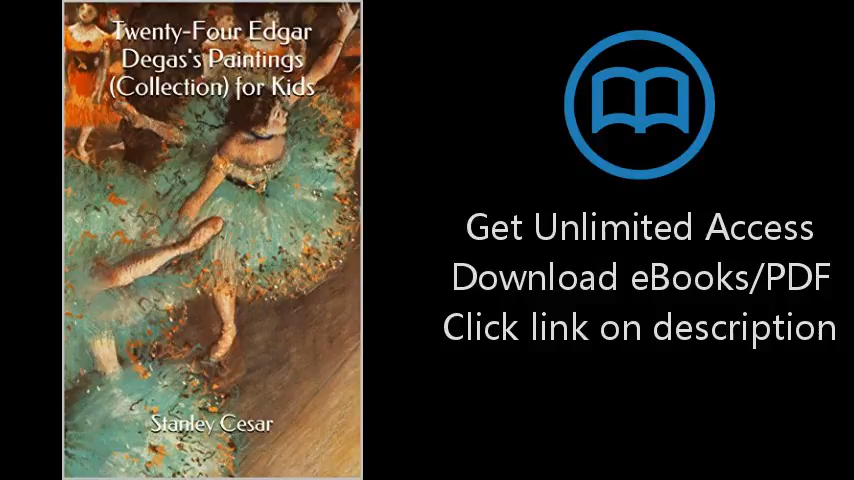 Twenty-Four Edgar
Degas's Paintings
(Collection) for Kids
Stanley Cesar
Get Unlimited Access
Download eBooks/PDF
Click link on description